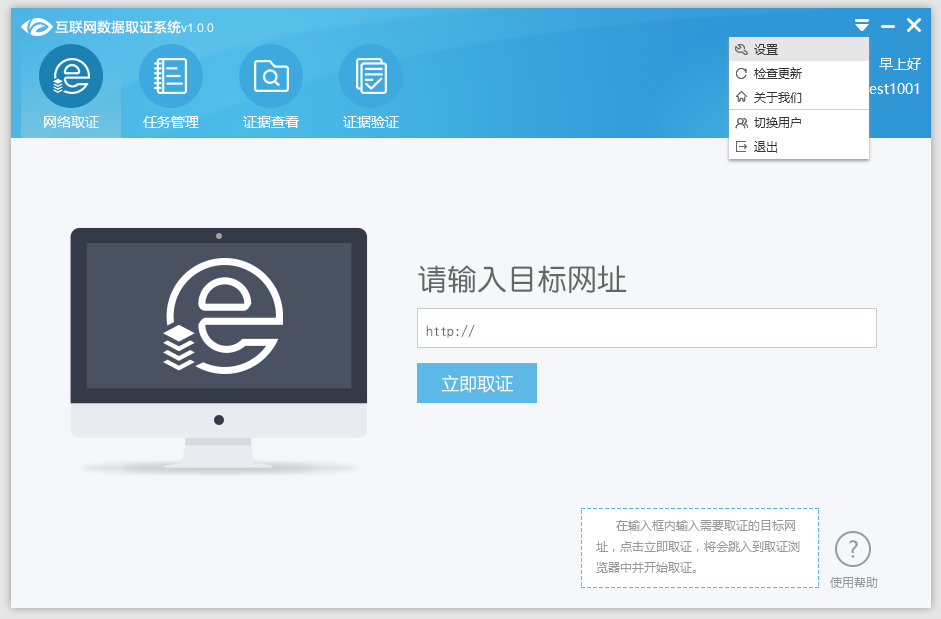 互联网数据取证系统v1.0.0
设置
检查更新
关于我们
切换用户
退出
早上好
est1001
网络取证
任务管理
证据查看
证据验证
请输入目标网址
http://
立即取证
在输入框内输入需要取证的目标网
址，点击立即取证，将会跳入到取证浏
览器中并开始取证。
?
使用帮助